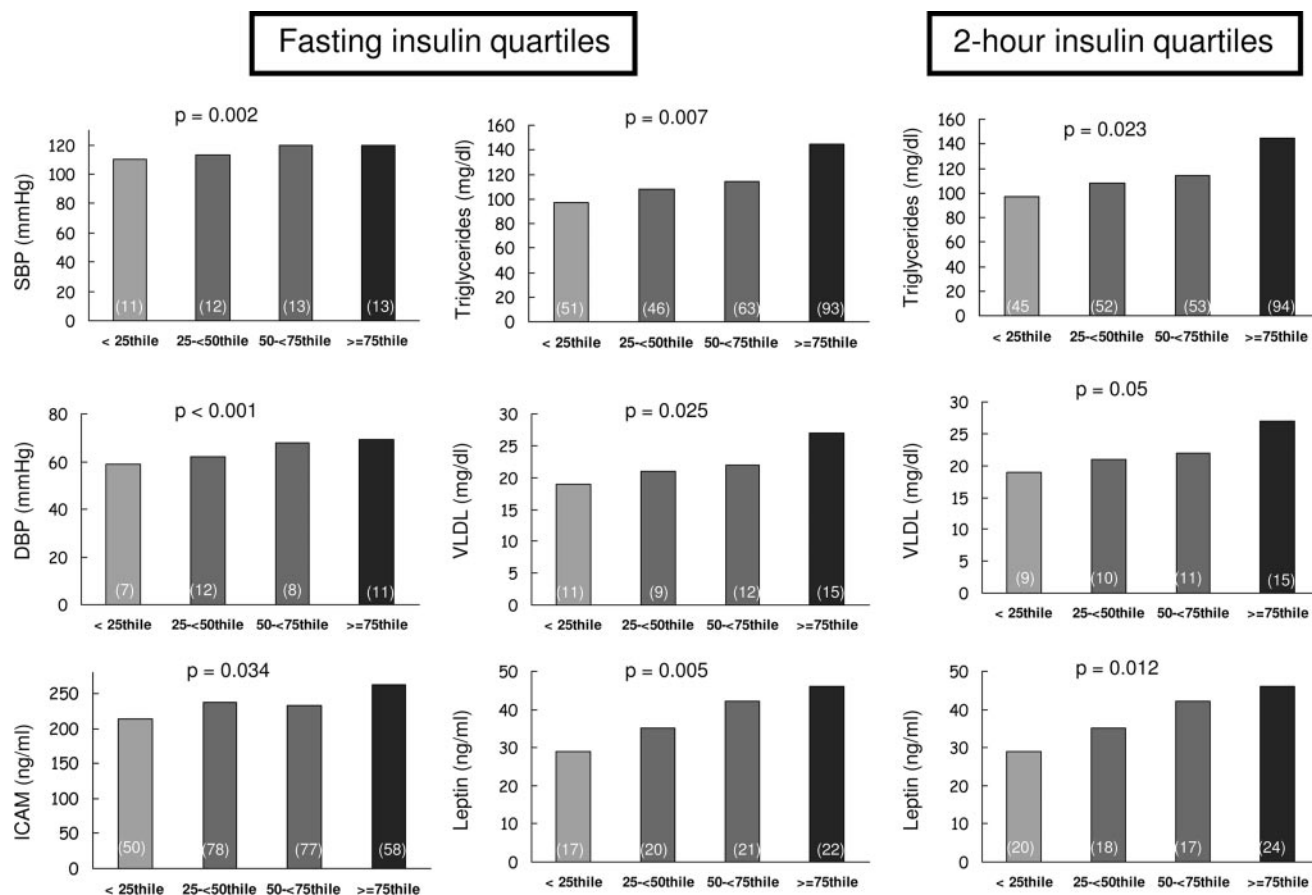 Fasting insulin quartiles
2-hour insulin quartiles
p = 0.002
SBP (mmHg)
120
100
80
60
40
20
0
(11) (12) (13) (13)
< 25thile 25-<50thile 50-<75thile >=75thile
p = 0.007
Triglycerides (mg/dl)
160
140
120
100
80
60
40
20
0
(51) (46) (63) (93)
< 25thile 25-<50thile 50-<75thile >=75thile
p = 0.023
Triglycerides (mg/dl)
160
140
120
100
80
60
40
20
0
(45 (52) (53) (94)
< 25thile 25-<50thile 50-<75thile >=75thile
p < 0.001
DBP (mmHg)
80
60
40
20
0
(7) (12) (8) (11)
< 25thile 25-<50thile 50-<75thile >=75thile
p = 0.025
VLDL (mg/dl)
30
25
20
15
10
5
0
(11) (9) (12) (15)
< 25thile 25-<50thile 50-<75thile >=75thile
p = 0.05
VLDL (mg/dl)
30
25
20
15
10
5
0
(9) (10) (11) (15)
< 25thile 25-<50thile 50-<75thile >=75thile
p = 0.034
ICAM (ng/ml)
250
200
150
100
50
0
(50) (78) (77) (58)
< 25thile 25-<50thile 50-<75thile >=75thile
p = 0.005
Leptin (ng/ml)
50
40
30
20
10
0
(17) (20) (21) (22)
< 25thile 25-<50thile 50-<75thile >=75thile
p = 0.012
Leptin (ng/ml)
50
40
30
20
10
0
(20) (18) (17) (24)
< 25thile 25-<50thile 50-<75thile >=75thile